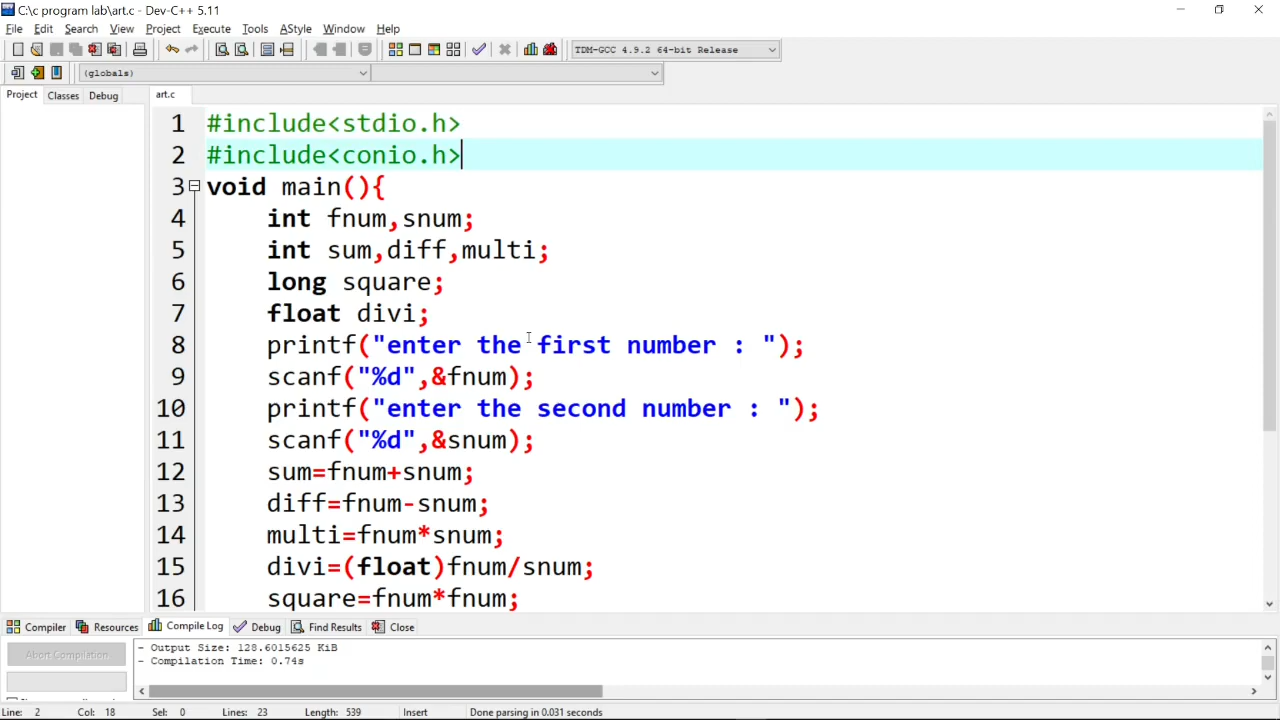 C:\c program lab\art.c - Dev-C++ 5.11
File Edit Search View Project Execute Tools AStyle Window Help
TDM-GCC 4.9.2 64-bit Release
(globals)
Project Classes Debug art.c
1 #include<stdio.h>
2 #include<conio.h>
3 void main(){
4 int fnum,snum;
5 int sum,diff,multi;
6 long square;
7 float divi;
8 printf("enter the first number : ");
9 scanf("%d",&fnum);
10 printf("enter the second number : ");
11 scanf("%d",&snum);
12 sum=fnum+snum;
13 diff=fnum-snum;
14 multi=fnum*snum;
15 divi=(float)fnum/snum;
16 square=fnum*fnum;
Compiler Resources Compile Log Debug Find Results Close
Abort Compilation
- Output Size: 128.6015625 KiB
- Compilation Time: 0.74s
Line: 2 Col: 18 Sel: 0 Lines: 23 Length: 539 Insert Done parsing in 0.031 seconds